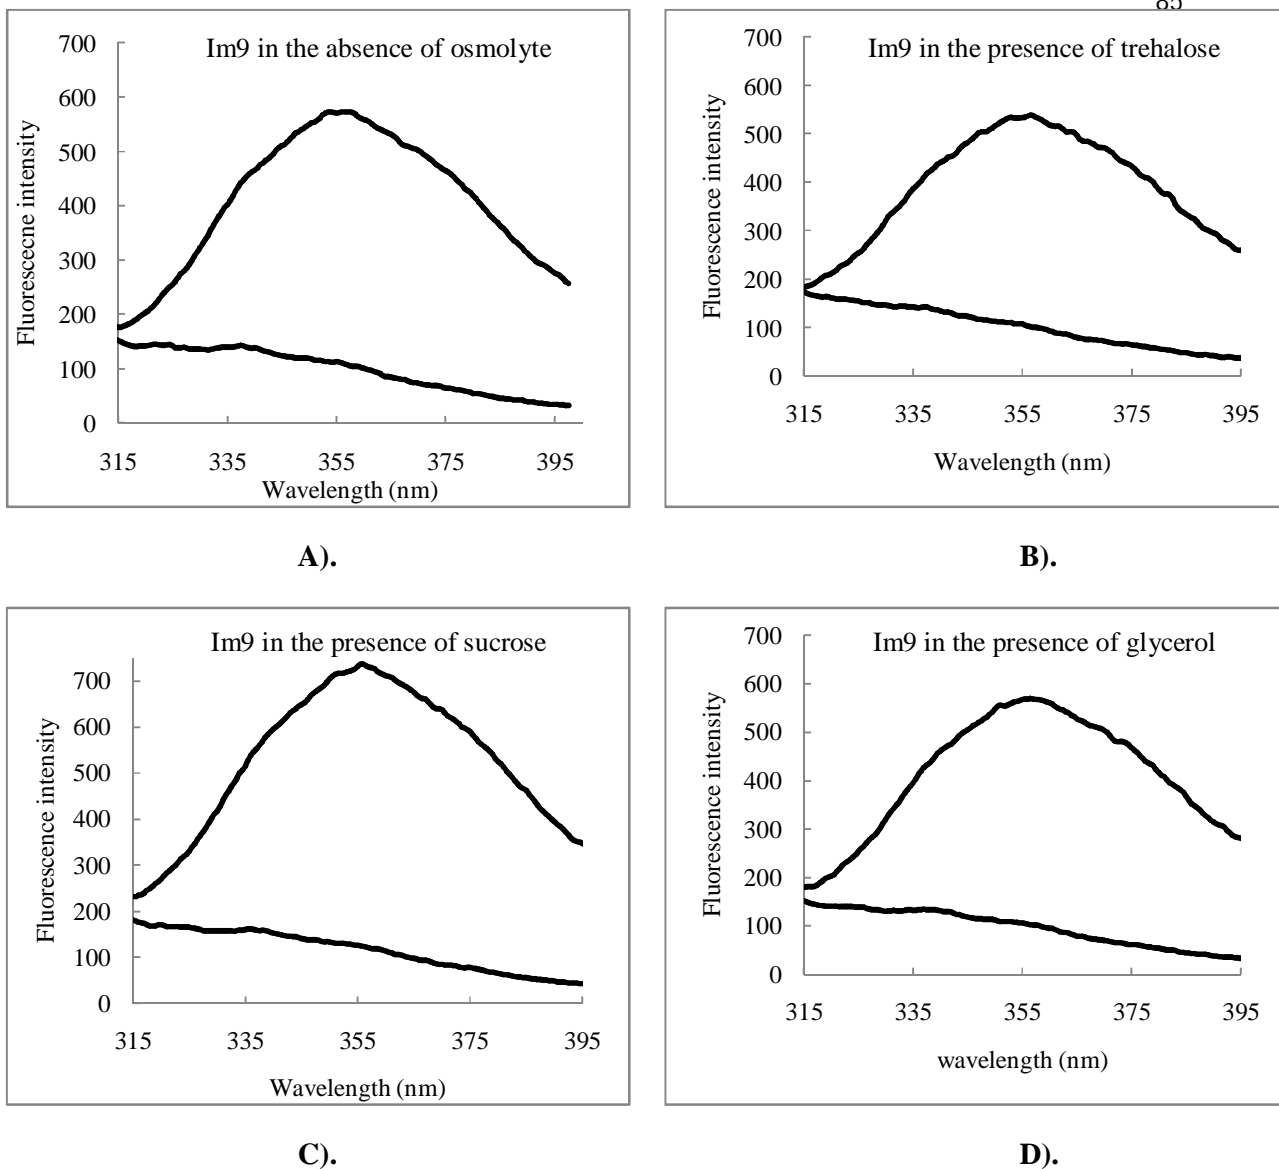 85
Im9 in the absence of osmolyte
700
600
500
400
300
200
100
0
Fluorescecne intensity
315 335 355 375 395
Wavelength (nm)
A).
Im9 in the presence of trehalose
700
600
500
400
300
200
100
0
Fluorescence intensity
315 335 355 375 395
Wavelength (nm)
B).
Im9 in the presence of sucrose
700
600
500
400
300
200
100
0
Fluorescence intensity
315 335 355 375 395
Wavelength (nm)
C).
Im9 in the presence of glycerol
700
600
500
400
300
200
100
0
Fluorescence intensity
315 335 355 375 395
wavelength (nm)
D).